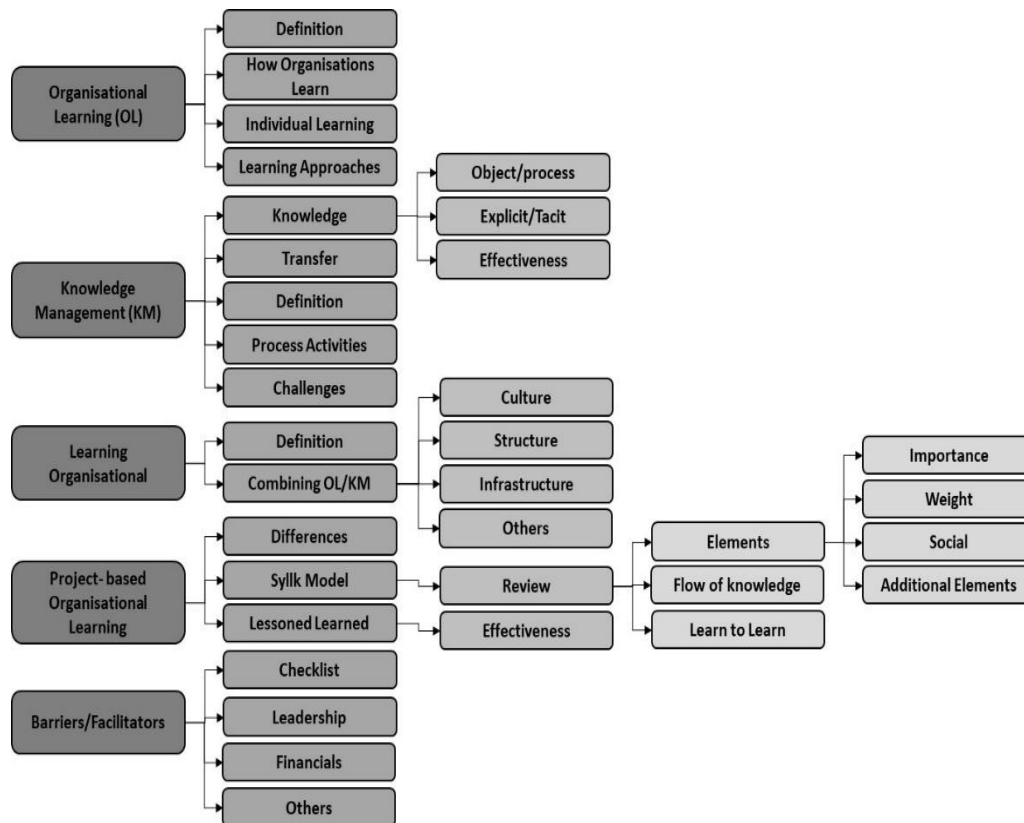 Organisational
Learning (OL)
Definition
How Organisations
Learn
Individual Learning
Learning Approaches
Knowledge
Management (KM)
Knowledge
Object/process
Explicit/Tacit
Effectiveness
Transfer
Definition
Process Activities
Challenges
Learning
Organisational
Definition
Combining OL/KM
Culture
Structure
Infrastructure
Others
Project- based
Organisational
Learning
Differences
Syllk Model
Review
Elements
Importance
Weight
Social
Additional Elements
Flow of knowledge
Learn to Learn
Lessoned Learned
Effectiveness
Barriers/Facilitators
Checklist
Leadership
Financials
Others